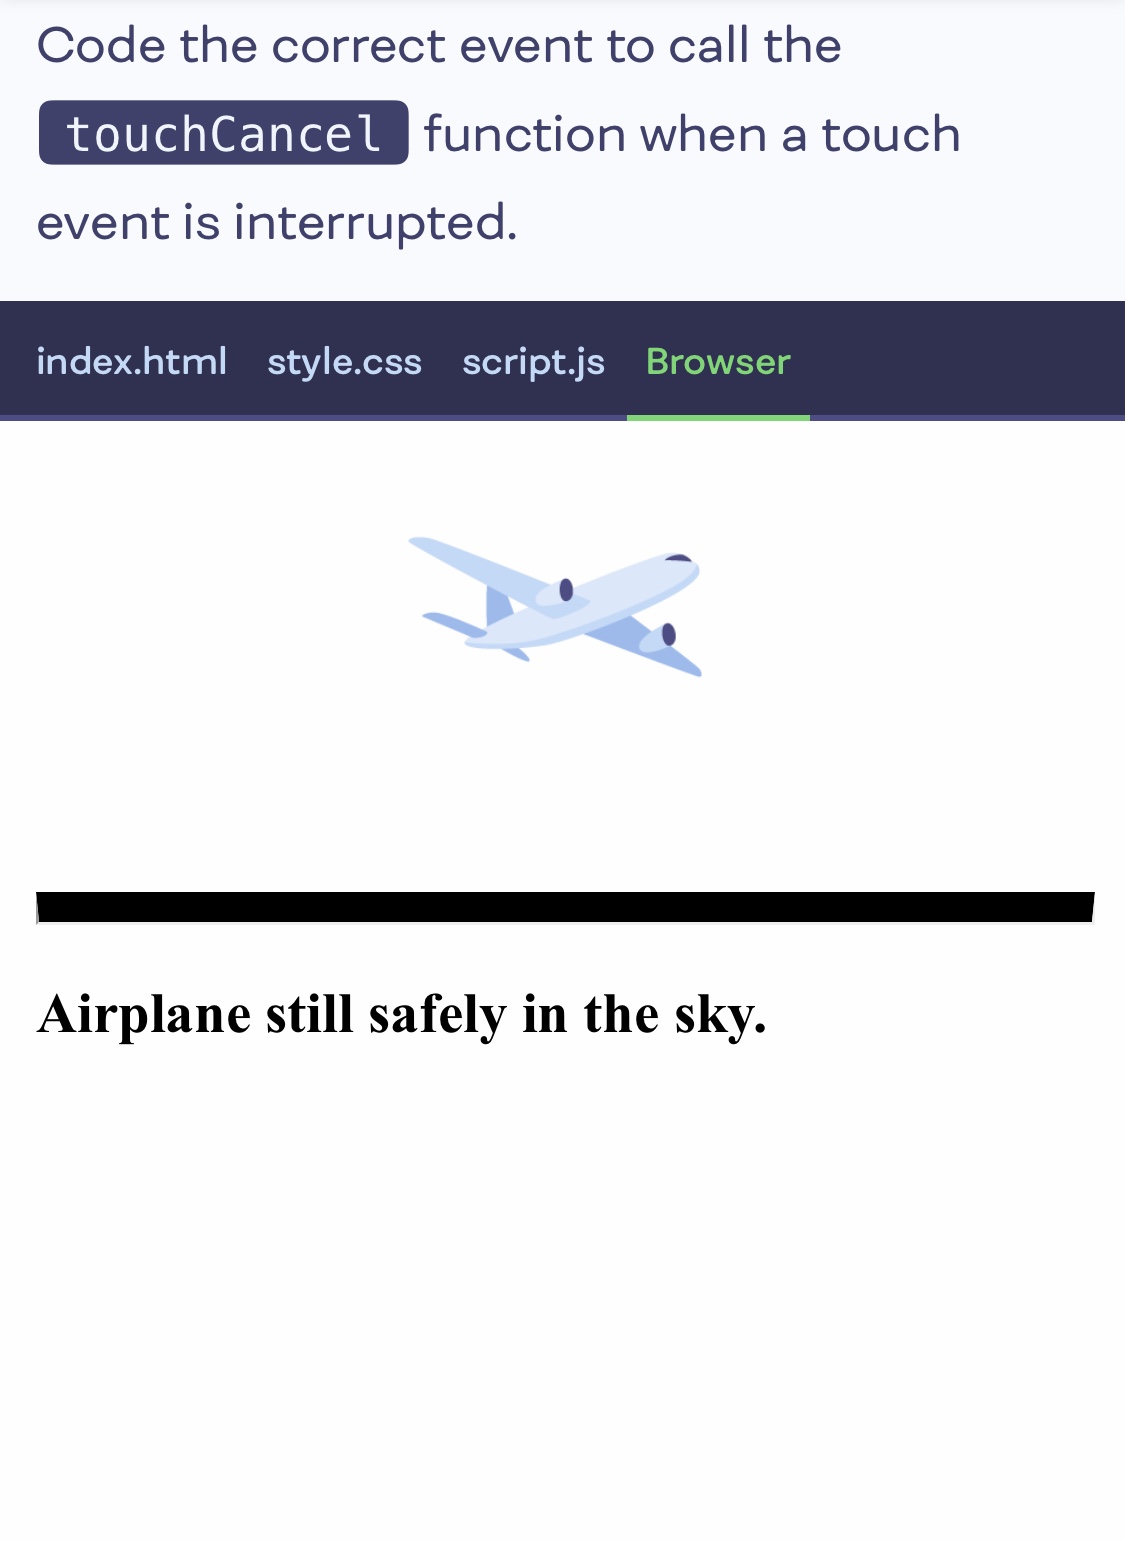 Code the correct event to call the
touchCancel function when a touch
event is interrupted.
index.html style.css script.js Browser
Airplane still safely in the sky.